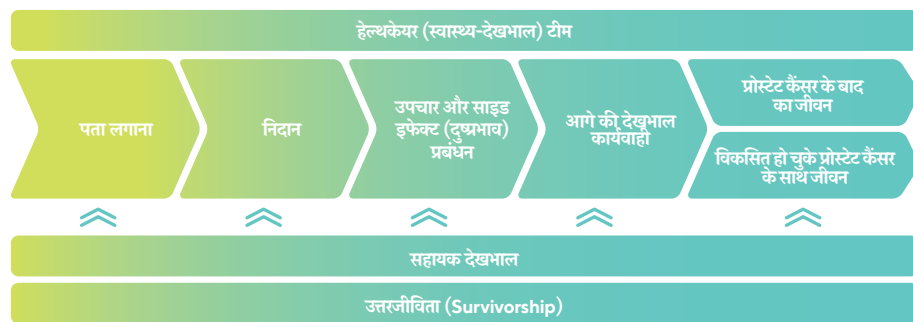 हेल्थकेयर (स्वास्थ्य-देखभाल) टीम
पता लगाना
निदान
उपचार और साइड
इफेक्ट (दुष्प्रभाव)
प्रबंधन
आगे की देखभाल
कार्यवाही
प्रोस्टेट कैंसर के बाद
का जीवन
विकसित हो चुके प्रोस्टेट कैंसर
के साथ जीवन
सहायक देखभाल
उत्तरजीविता (Survivorship)